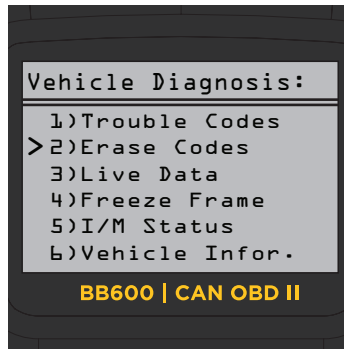 Vehicle Diagnosis:
1)Trouble Codes
>2)Erase Codes
3)Live Data
4)Freeze Frame
5)I/M Status
6)Vehicle Infor.
BB600 | CAN OBD II